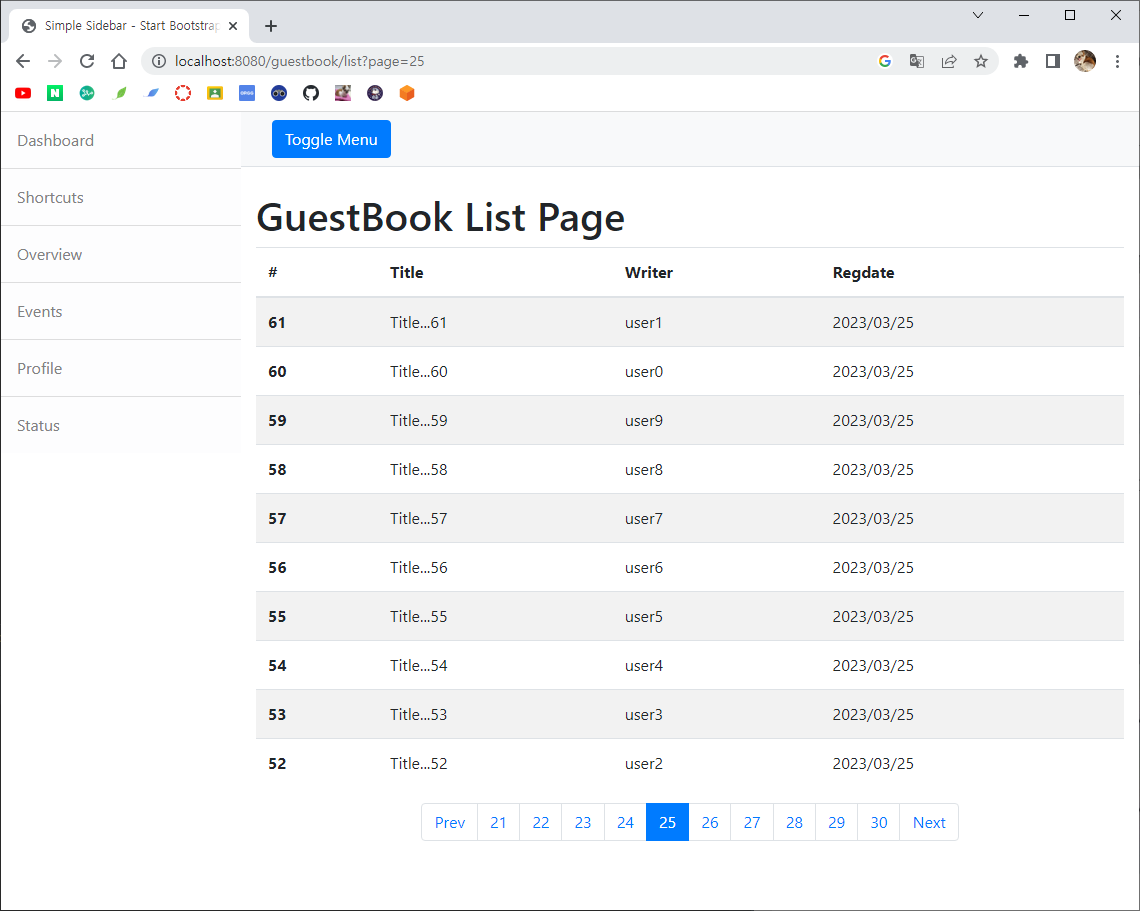 Simple Sidebar - Start Bootstrap
localhost:8080/guestbook/list?page=25
Dashboard
Shortcuts
Overview
Events
Profile
Status
Toggle Menu
GuestBook List Page
# Title Writer Regdate
61 Title...61 user1 2023/03/25
60 Title...60 user0 2023/03/25
59 Title...59 user9 2023/03/25
58 Title...58 user8 2023/03/25
57 Title...57 user7 2023/03/25
56 Title...56 user6 2023/03/25
55 Title...55 user5 2023/03/25
54 Title...54 user4 2023/03/25
53 Title...53 user3 2023/03/25
52 Title...52 user2 2023/03/25
Prev 21 22 23 24 25 26 27 28 29 30 Next